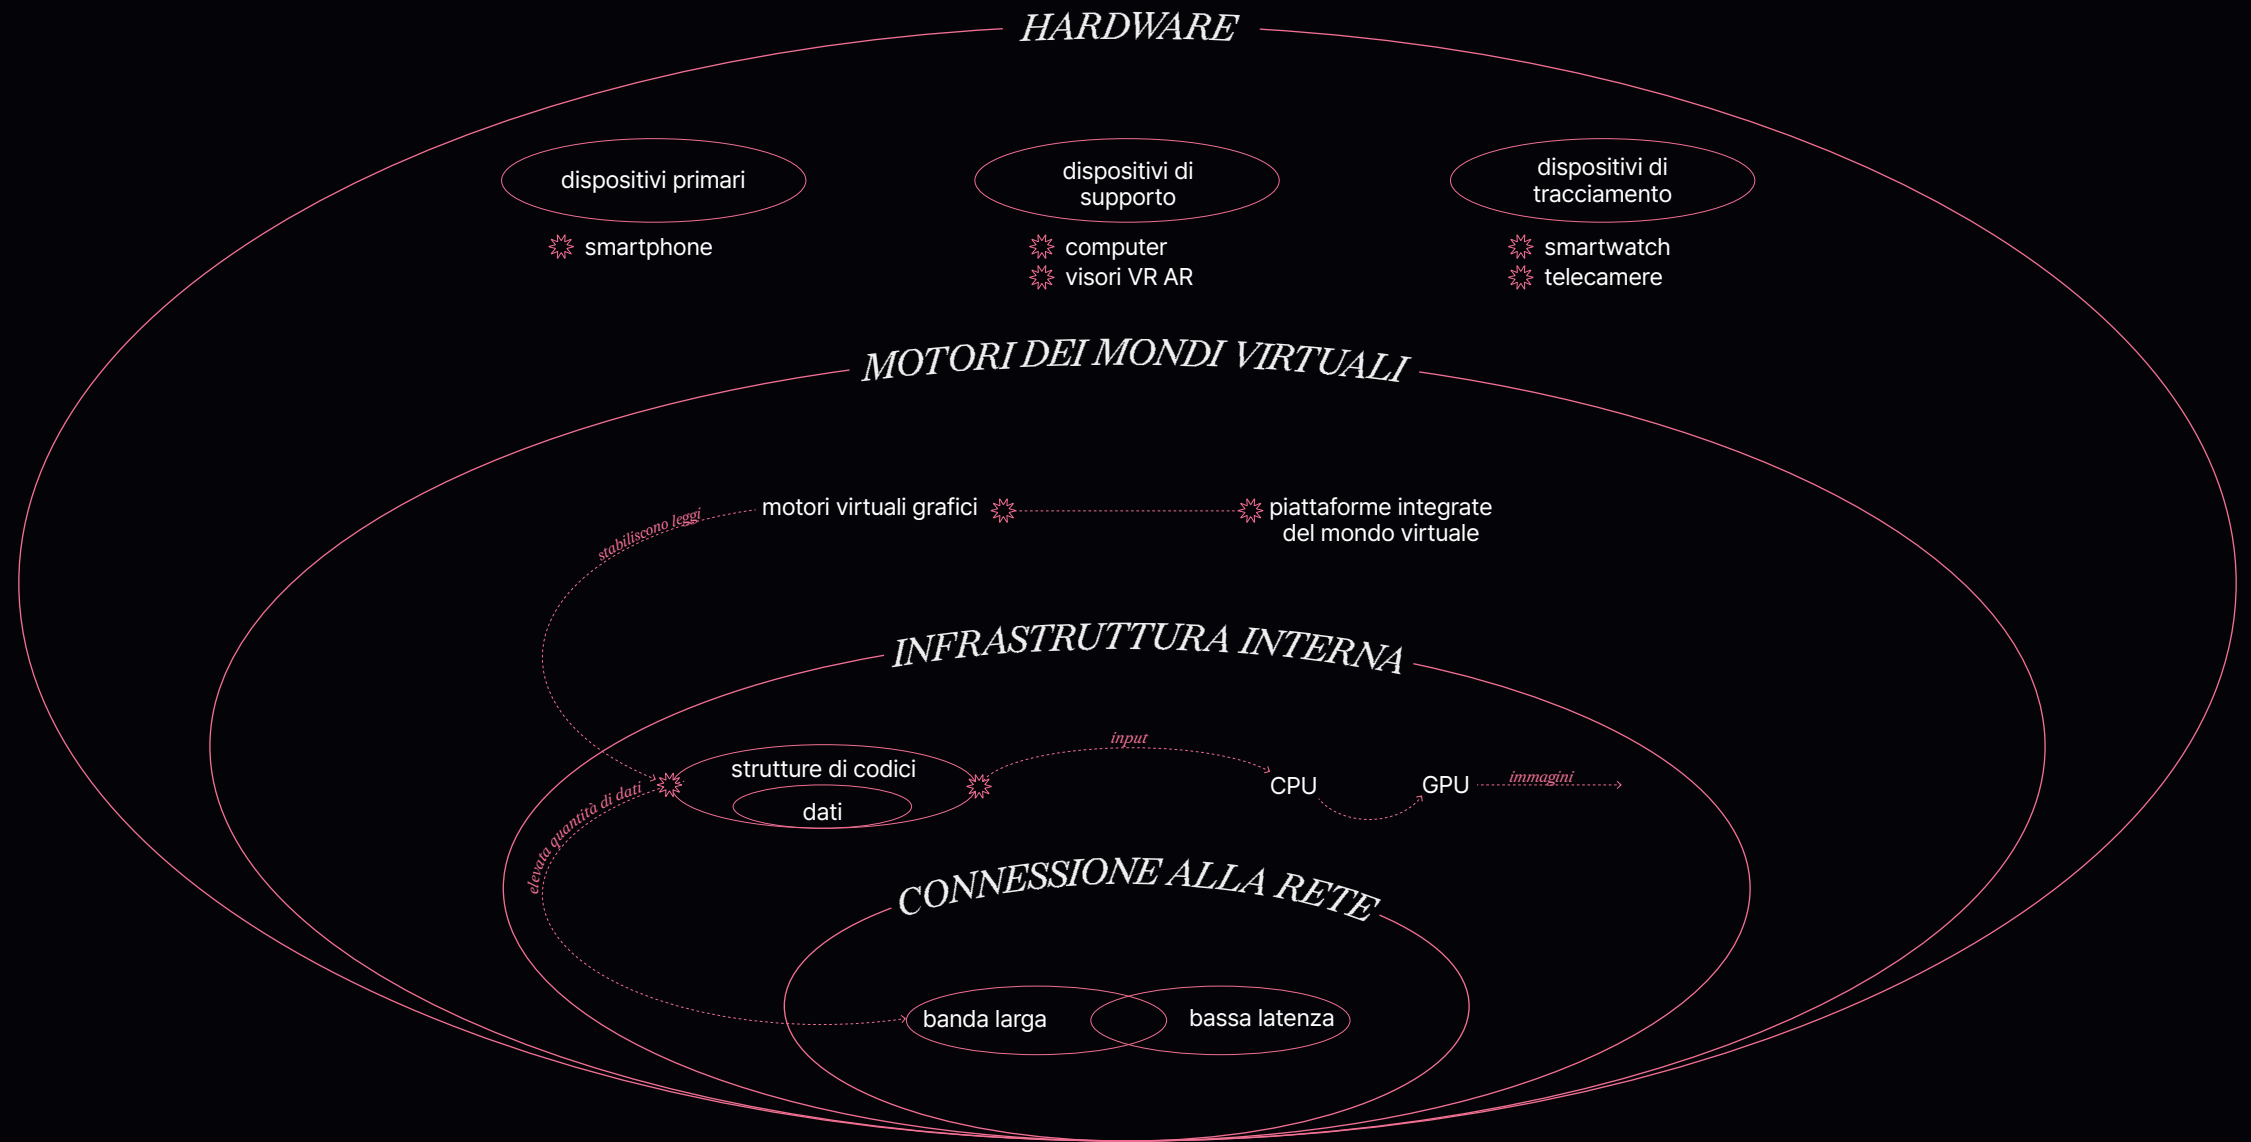 HARDWARE
dispositivi primari
smartphone
dispositivi di
supporto
computer
visori VR AR
dispositivi di
tracciamento
smartwatch
telecamere
MOTORI DEI MONDI VIRTUALI
motori virtuali grafici
piattaforme integrate
del mondo virtuale
stabiliscono leggi
INFRASTRUTTURA INTERNA
strutture di codici
dati
input
CPU
GPU
immagini
elevata quantità di dati
CONNESSIONE ALLA RETE
banda larga
bassa latenza